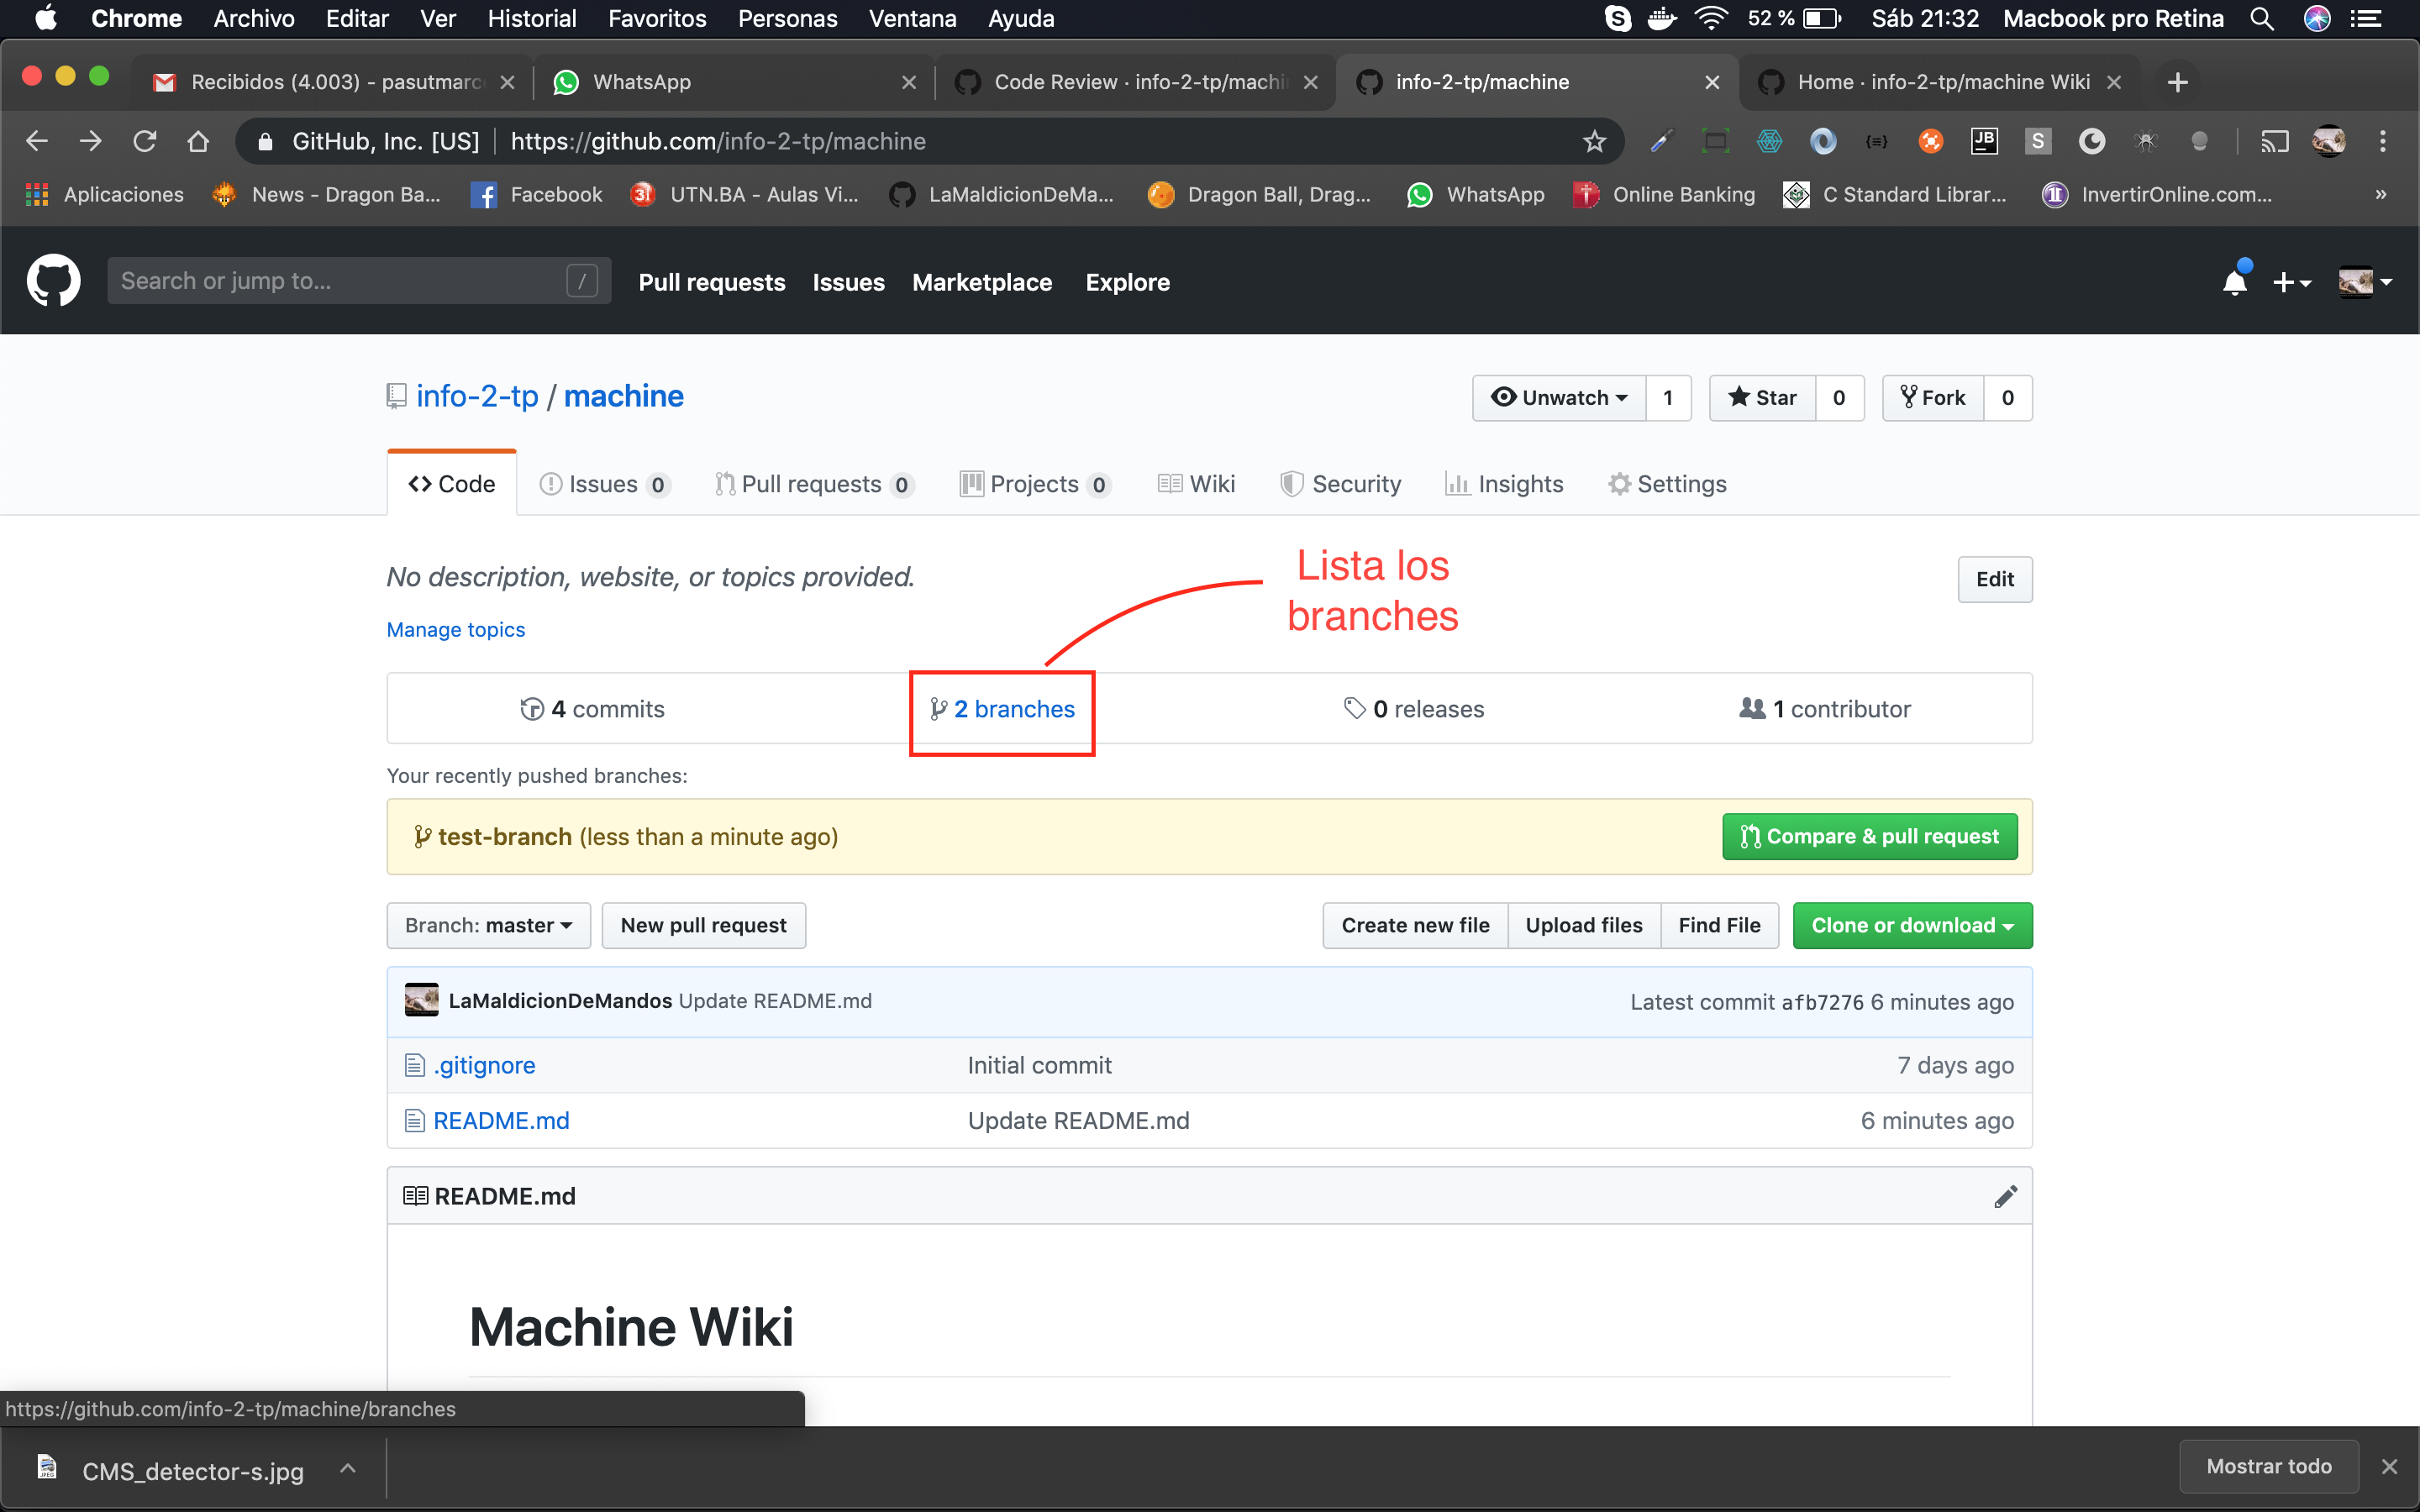 Chrome Archivo Editar Ver Historial Favoritos Personas Ventana Ayuda 52 % Sáb 21:32 Macbook pro Retina
Recibidos (4.003) - pasutmarc WhatsApp Code Review · info-2-tp/machi info-2-tp/machine Home · info-2-tp/machine Wiki
GitHub, Inc. [US] https://github.com/info-2-tp/machine
Aplicaciones News - Dragon Ba... Facebook UTN.BA - Aulas Vi... LaMaldicionDeMa... Dragon Ball, Drag... WhatsApp Online Banking C Standard Librar... InvertirOnline.com... »
Search or jump to... / Pull requests Issues Marketplace Explore
info-2-tp / machine Unwatch 1 Star 0 Fork 0
Code Issues 0 Pull requests 0 Projects 0 Wiki Security Insights Settings
No description, website, or topics provided. Edit
Lista los
branches
Manage topics
4 commits 2 branches 0 releases 1 contributor
Your recently pushed branches:
test-branch (less than a minute ago) Compare & pull request
Branch: master New pull request Create new file Upload files Find File Clone or download
LaMaldicionDeMandos Update README.md Latest commit afb7276 6 minutes ago
.gitignore Initial commit 7 days ago
README.md Update README.md 6 minutes ago
README.md
Machine Wiki
https://github.com/info-2-tp/machine/branches
CMS_detector-s.jpg Mostrar todo